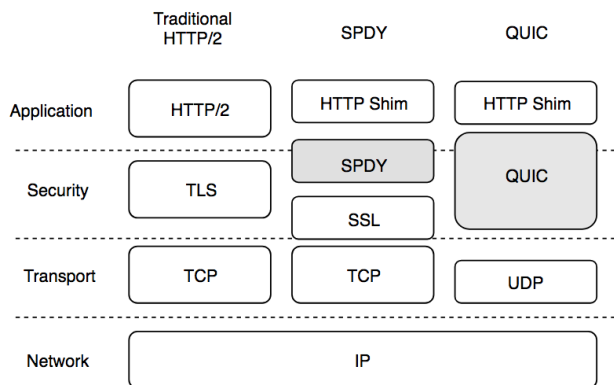 Traditional
HTTP/2
SPDY
QUIC
Application
HTTP/2
HTTP Shim
HTTP Shim
SPDY
QUIC
Security
TLS
SSL
Transport
TCP
TCP
UDP
Network
IP